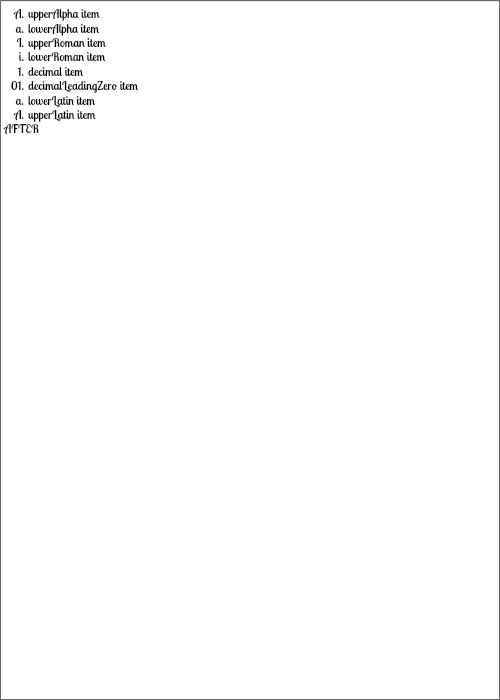 A. upperAlpha item
a. lowerAlpha item
I. upperRoman item
i. lowerRoman item
1. decimal item
01. decimalLeadingZero item
a. lowerLatin item
A. upperLatin item
AFTER